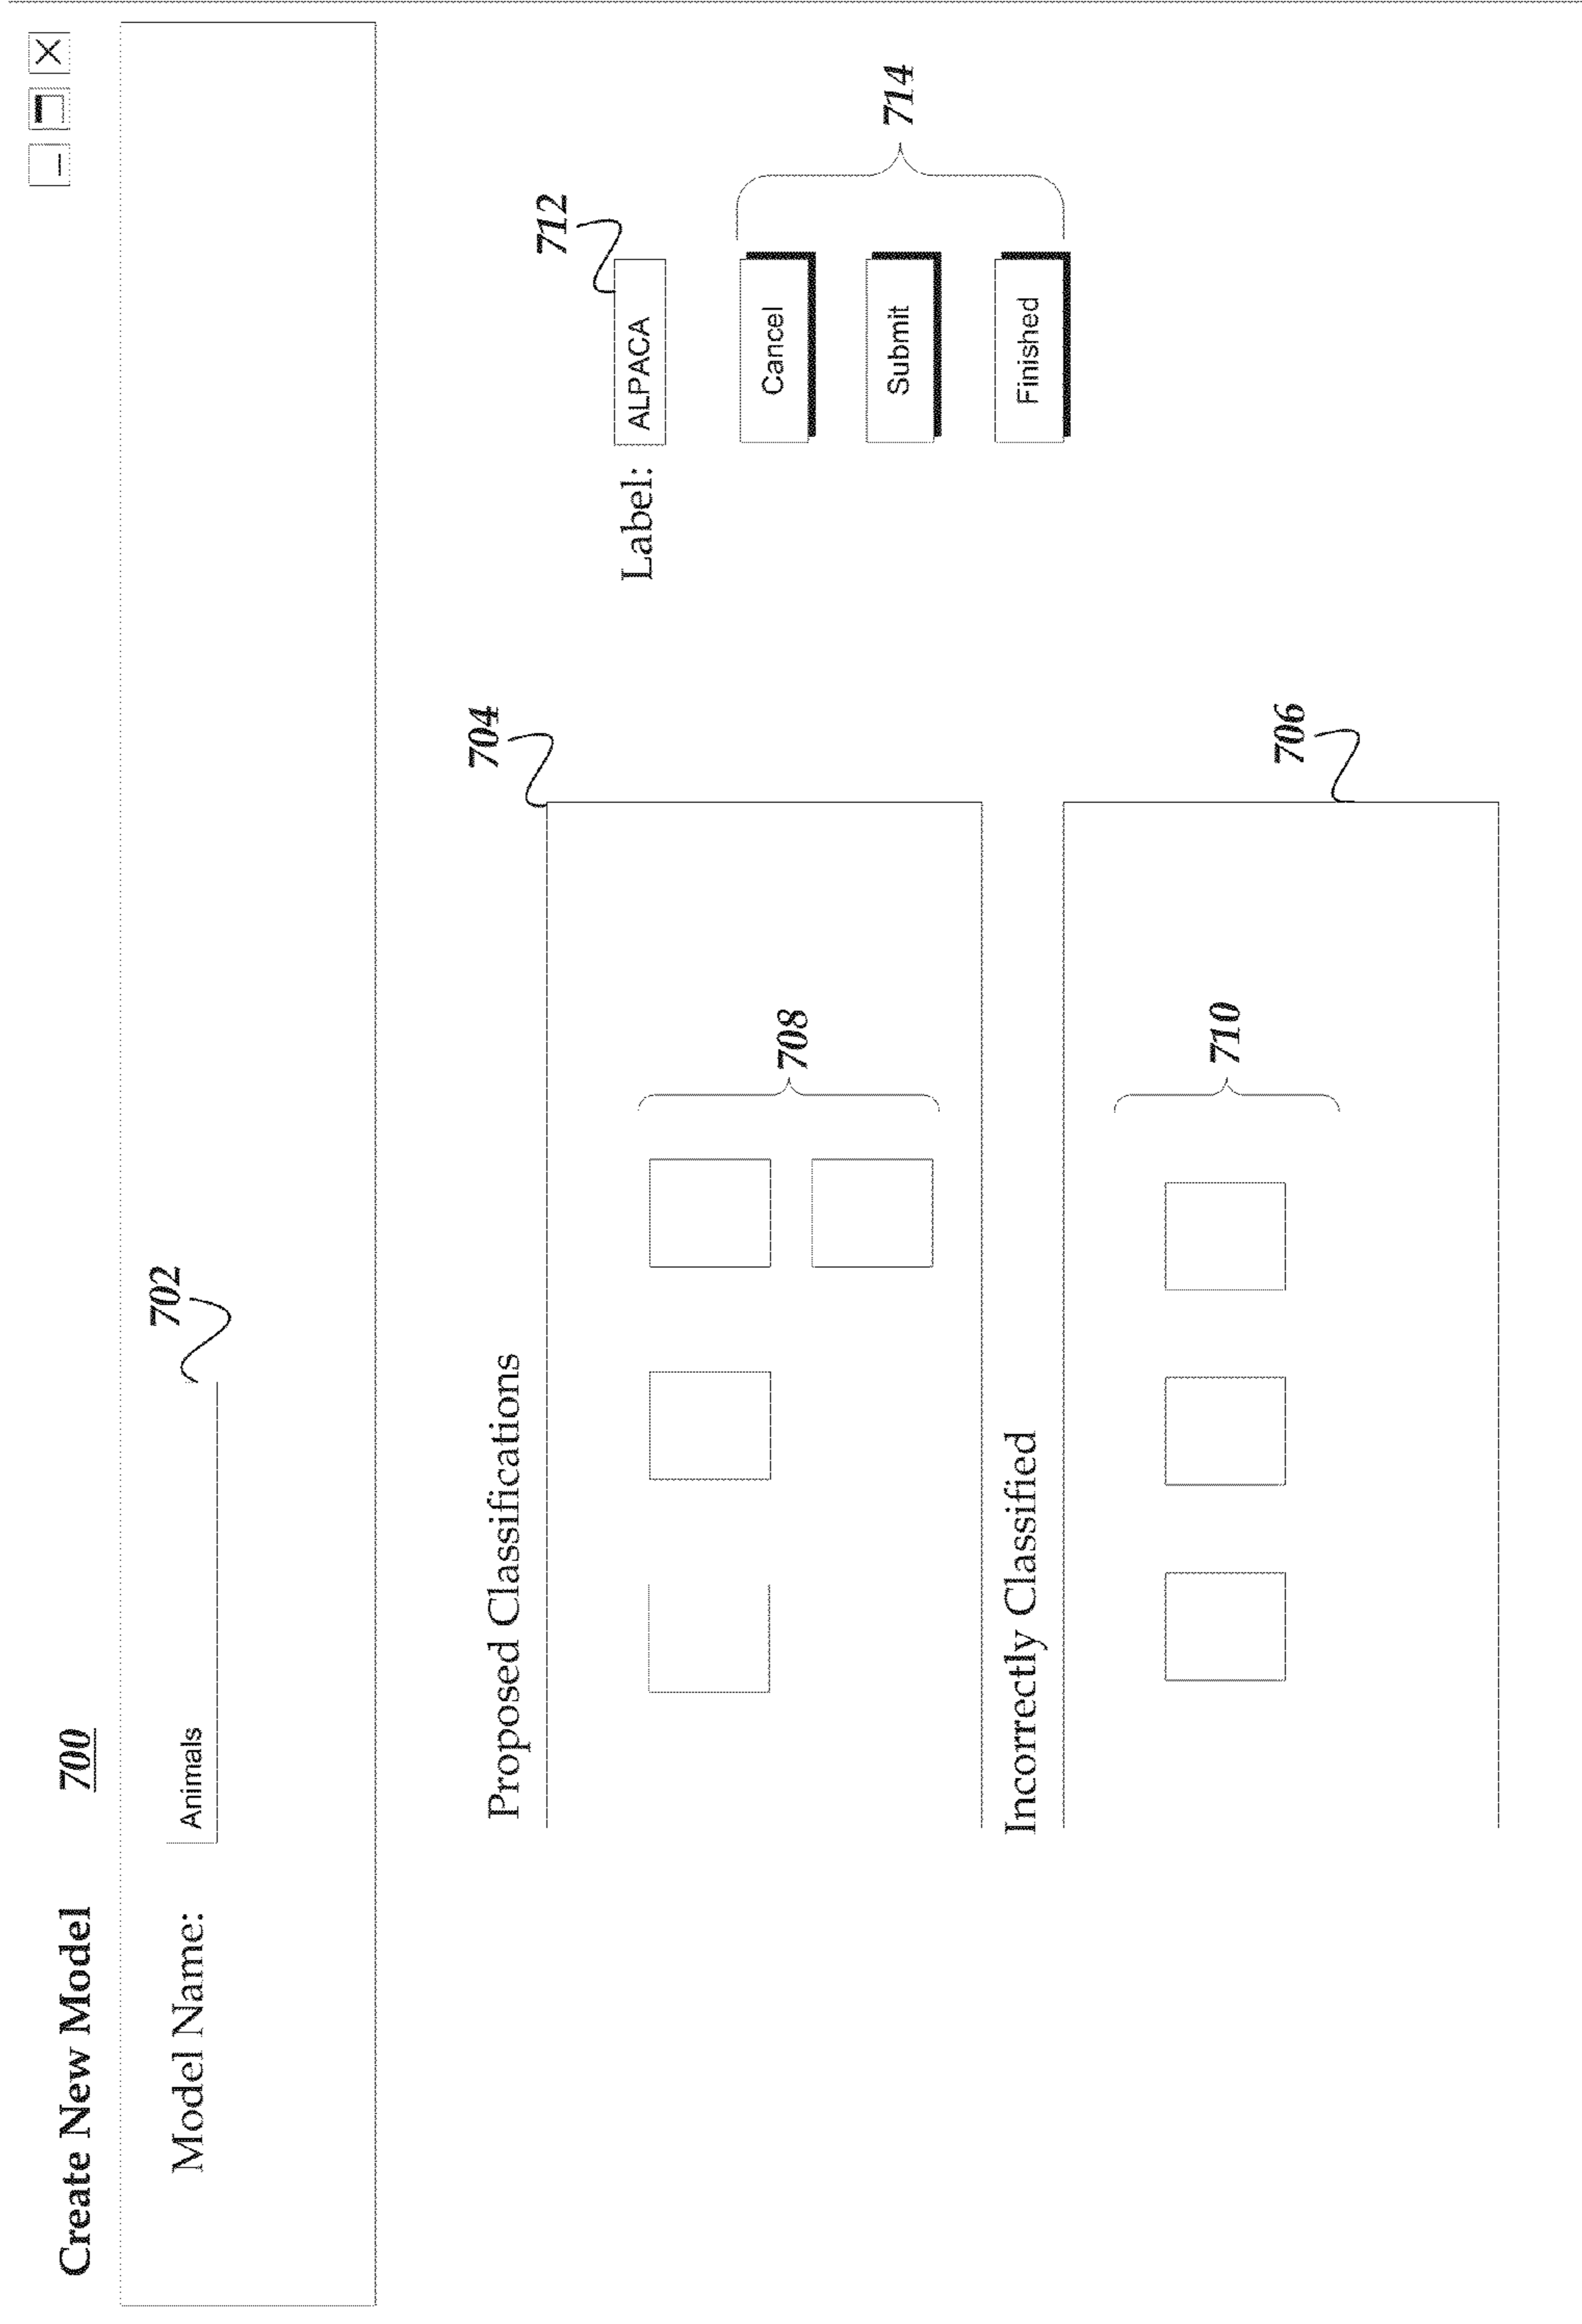 Create New Model 700
Model Name: Animals 702
Proposed Classifications
704
708
Incorrectly Classified
706
710
Label: ALPACA
712
Cancel
Submit
Finished
714